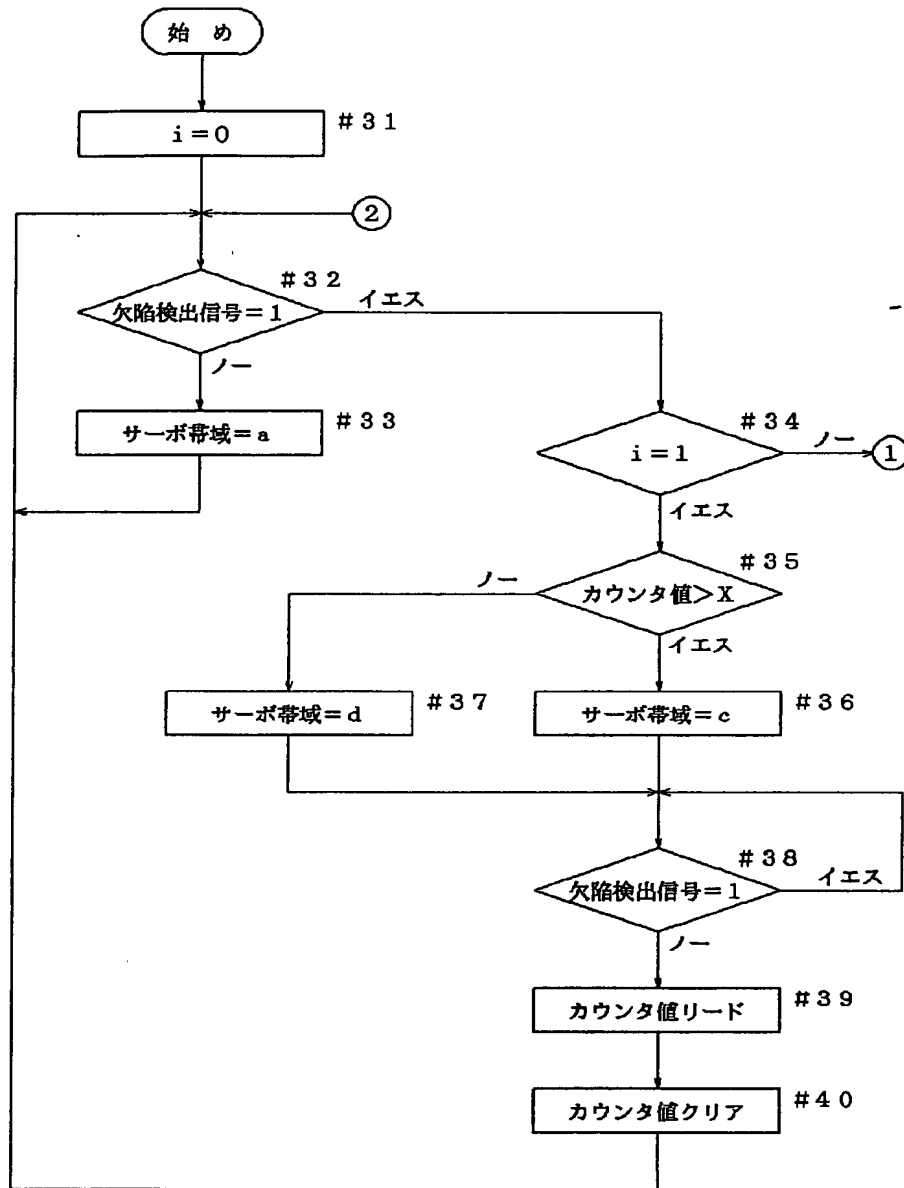 始 め
i=0
#31
②
#32
欠陥検出信号=1
イエス
ノー
サーボ帯域=a
#33
#34
i=1
ノー
①
イエス
#35
カウンタ値>X
ノー
イエス
サーボ帯域=d
#37
サーボ帯域=c
#36
#38
欠陥検出信号=1
イエス
ノー
カウンタ値リード
#39
カウンタ値クリア
#40